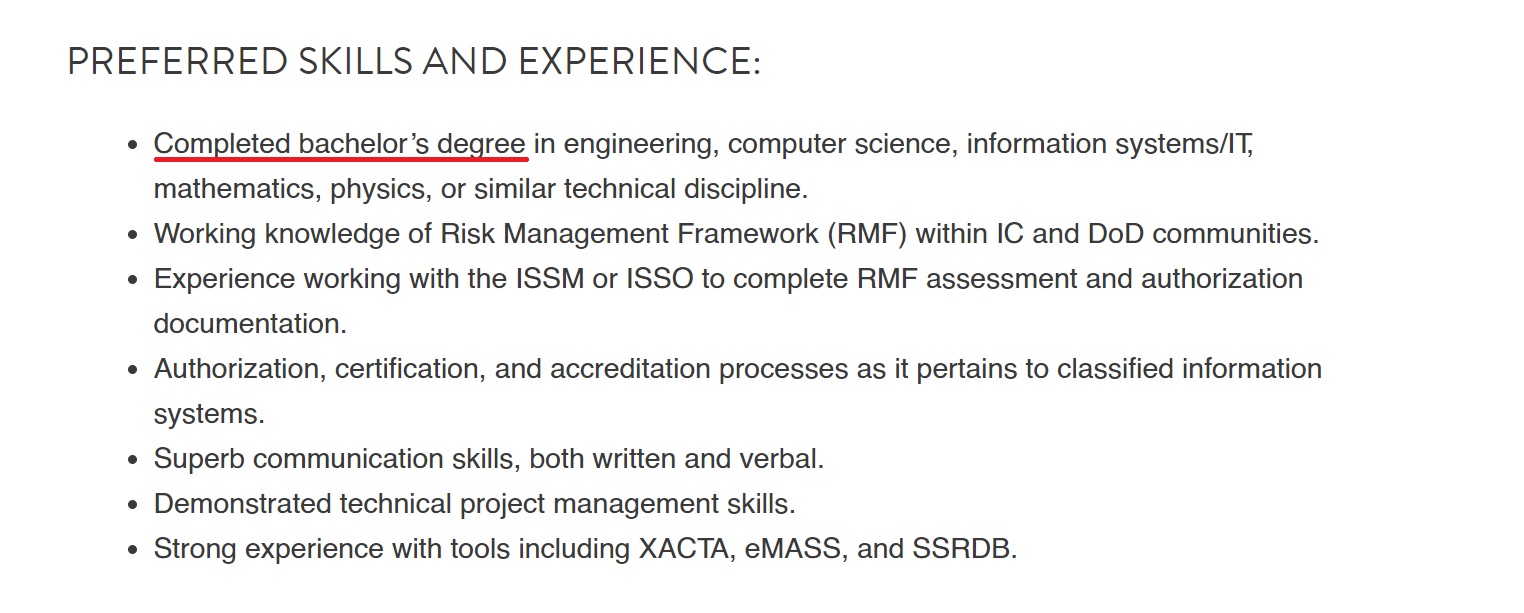 PREFERRED SKILLS AND EXPERIENCE:
• Completed bachelor’s degree in engineering, computer science, information systems/IT,
mathematics, physics, or similar technical discipline.
• Working knowledge of Risk Management Framework (RMF) within IC and DoD communities.
• Experience working with the ISSM or ISSO to complete RMF assessment and authorization
documentation.
• Authorization, certification, and accreditation processes as it pertains to classified information
systems.
• Superb communication skills, both written and verbal.
• Demonstrated technical project management skills.
• Strong experience with tools including XACTA, eMASS, and SSRDB.